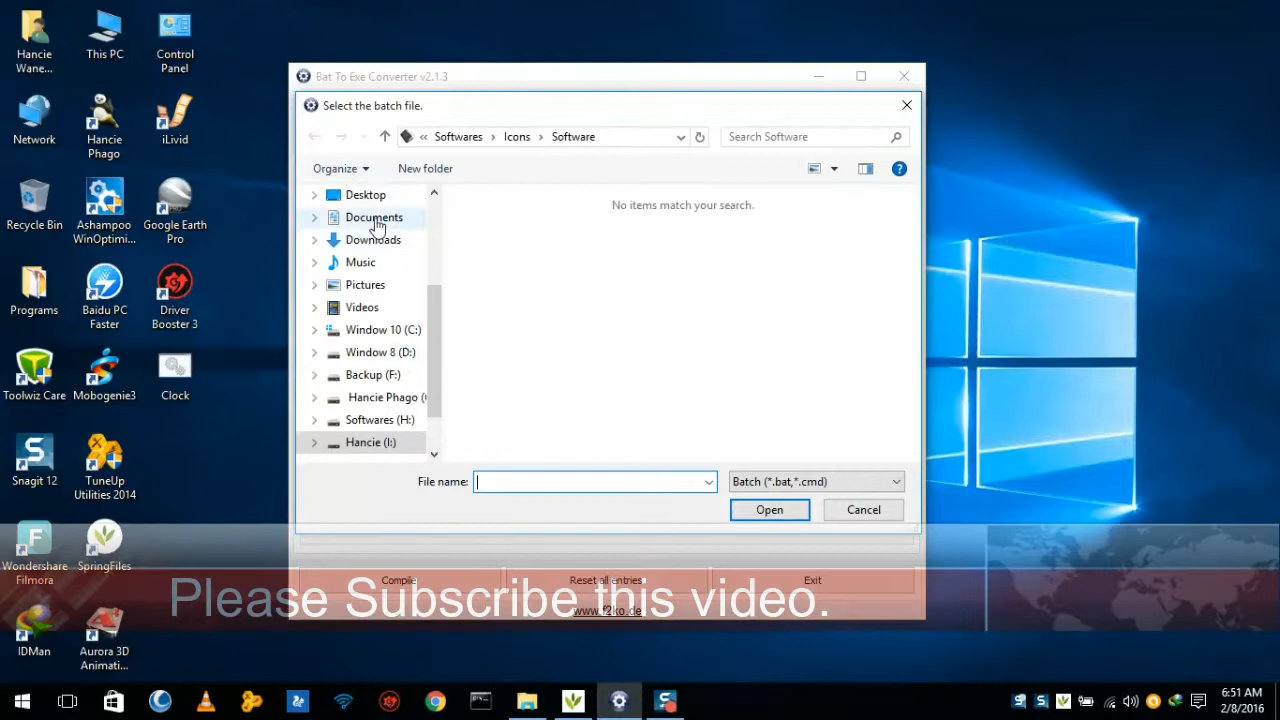 Hancie
Wane...
This PC
Control
Panel
Network
Hancie
Phago
iLivid
Recycle Bin
Ashampoo
WinOptimi...
Google Earth
Pro
Programs
Baidu PC
Faster
Driver
Booster 3
Toolwiz Care
Mobogenie3
Clock
Snagit 12
TuneUp
Utilities 2014
Wondershare
Filmora
SpringFiles
IDMan
Aurora 3D
Animati...
Bat To Exe Converter v2.1.3
Select the batch file.
« Softwares > Icons > Software
Search Software
Organize
New folder
Desktop
Documents
Downloads
Music
Pictures
Videos
Window 10 (C:)
Window 8 (D:)
Backup (F:)
Hancie Phago (
Softwares (H:)
Hancie (I:)
No items match your search.
File name:
Batch (*.bat,*.cmd)
Open
Cancel
Compile
Reset all entries
Exit
Please Subscribe this video.
www.f2ko.de
6:51 AM
2/8/2016